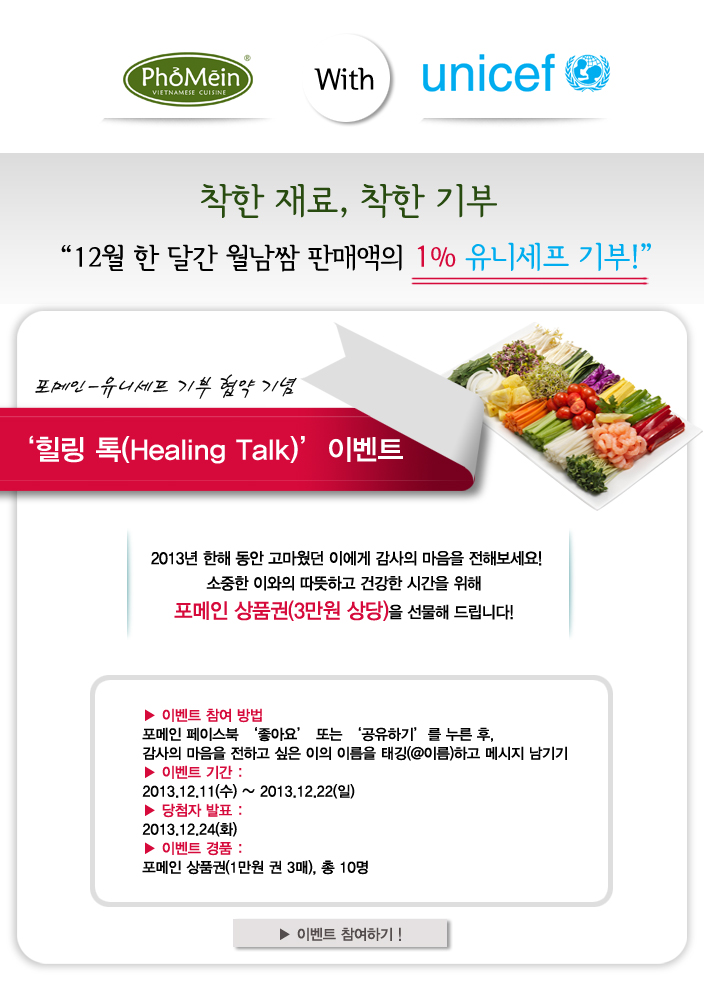 PhỏMēin®
VIETNAMESE CUISINE
With
unicef
착한 재료, 착한 기부
“12월 한 달간 월남쌈 판매액의 1% 유니세프 기부!”
포메인-유니세프 기부 협약 기념
‘힐링 톡(Healing Talk)’ 이벤트
2013년 한해 동안 고마웠던 이에게 감사의 마음을 전해보세요!
소중한 이와의 따뜻하고 건강한 시간을 위해
포메인 상품권(3만원 상당)을 선물해 드립니다!
▶ 이벤트 참여 방법
포메인 페이스북 ‘좋아요’ 또는 ‘공유하기’를 누른 후,
감사의 마음을 전하고 싶은 이의 이름을 태깅(@이름)하고 메시지 남기기
▶ 이벤트 기간 :
2013.12.11(수) ~ 2013.12.22(일)
▶ 당첨자 발표 :
2013.12.24(화)
▶ 이벤트 경품 :
포메인 상품권(1만원 권 3매), 총 10명
▶ 이벤트 참여하기 !